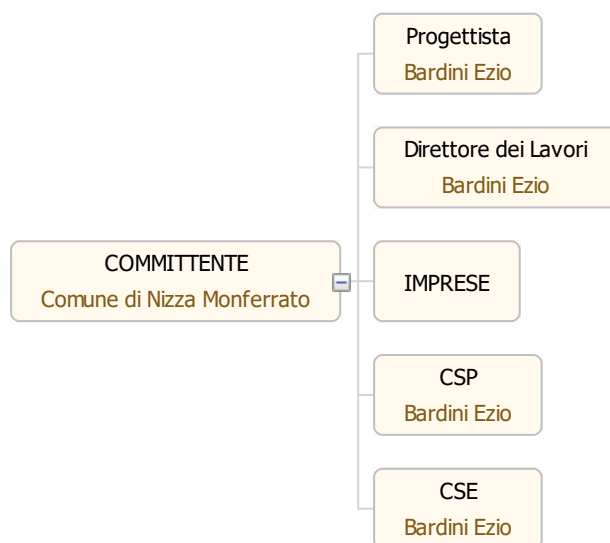 Progettista
Bardini Ezio
Direttore dei Lavori
Bardini Ezio
COMMITTENTE
Comune di Nizza Monferrato
IMPRESE
CSP
Bardini Ezio
CSE
Bardini Ezio